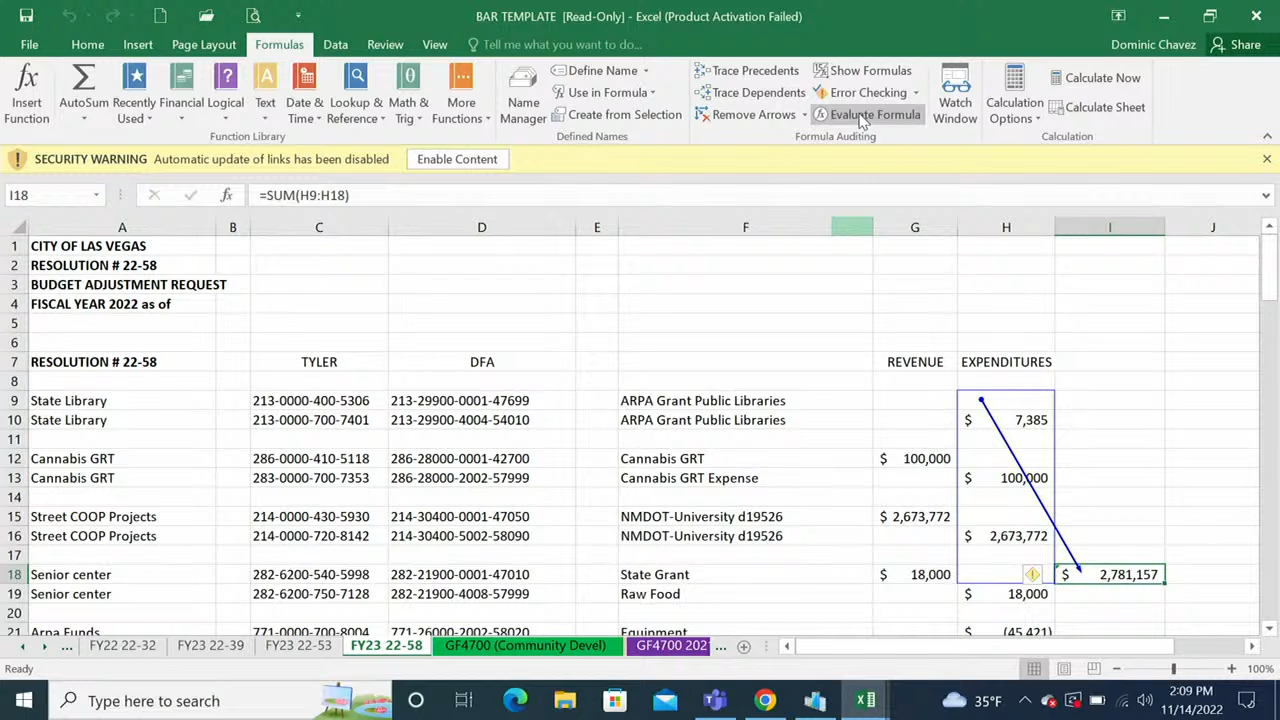 BAR TEMPLATE [Read-Only] - Excel (Product Activation Failed)
File Home Insert Page Layout Formulas Data Review View Tell me what you want to do... Dominic Chavez Share
Insert Function
AutoSum
Recently Used
Financial
Logical
Text
Date & Time
Lookup & Reference
Math & Trig
More Functions
Function Library
Name Manager
Define Name
Use in Formula
Create from Selection
Defined Names
Trace Precedents
Trace Dependents
Remove Arrows
Show Formulas
Error Checking
Evaluate Formula
Formula Auditing
Watch Window
Calculation Options
Calculate Now
Calculate Sheet
Calculation
SECURITY WARNING Automatic update of links has been disabled Enable Content
I18 fx =SUM(H9:H18)
A B C D E F G H I J
1 CITY OF LAS VEGAS
2 RESOLUTION # 22-58
3 BUDGET ADJUSTMENT REQUEST
4 FISCAL YEAR 2022 as of
5
6
7 RESOLUTION # 22-58 TYLER DFA REVENUE EXPENDITURES
8
9 State Library 213-0000-400-5306 213-29900-0001-47699 ARPA Grant Public Libraries
10 State Library 213-0000-700-7401 213-29900-4004-54010 ARPA Grant Public Libraries $ 7,385
11
12 Cannabis GRT 286-0000-410-5118 286-28000-0001-42700 Cannabis GRT $ 100,000
13 Cannabis GRT 283-0000-700-7353 286-28000-2002-57999 Cannabis GRT Expense $ 100,000
14
15 Street COOP Projects 214-0000-430-5930 214-30400-0001-47050 NMDOT-University d19526 $ 2,673,772
16 Street COOP Projects 214-0000-720-8142 214-30400-5002-58090 NMDOT-University d19526 $ 2,673,772
17
18 Senior center 282-6200-540-5998 282-21900-0001-47010 State Grant $ 18,000 $ 2,781,157
19 Senior center 282-6200-750-7128 282-21900-4008-57999 Raw Food $ 18,000
20
21 Arpa Funds 771-0000-700-8004 771-26000-2002-58020 Equipment $ (45,421)
... FY22 22-32 FY23 22-39 FY23 22-53 FY23 22-58 GF4700 (Community Devel) GF4700 202 ...
Ready 100%
Type here to search 35°F 2:09 PM
11/14/2022